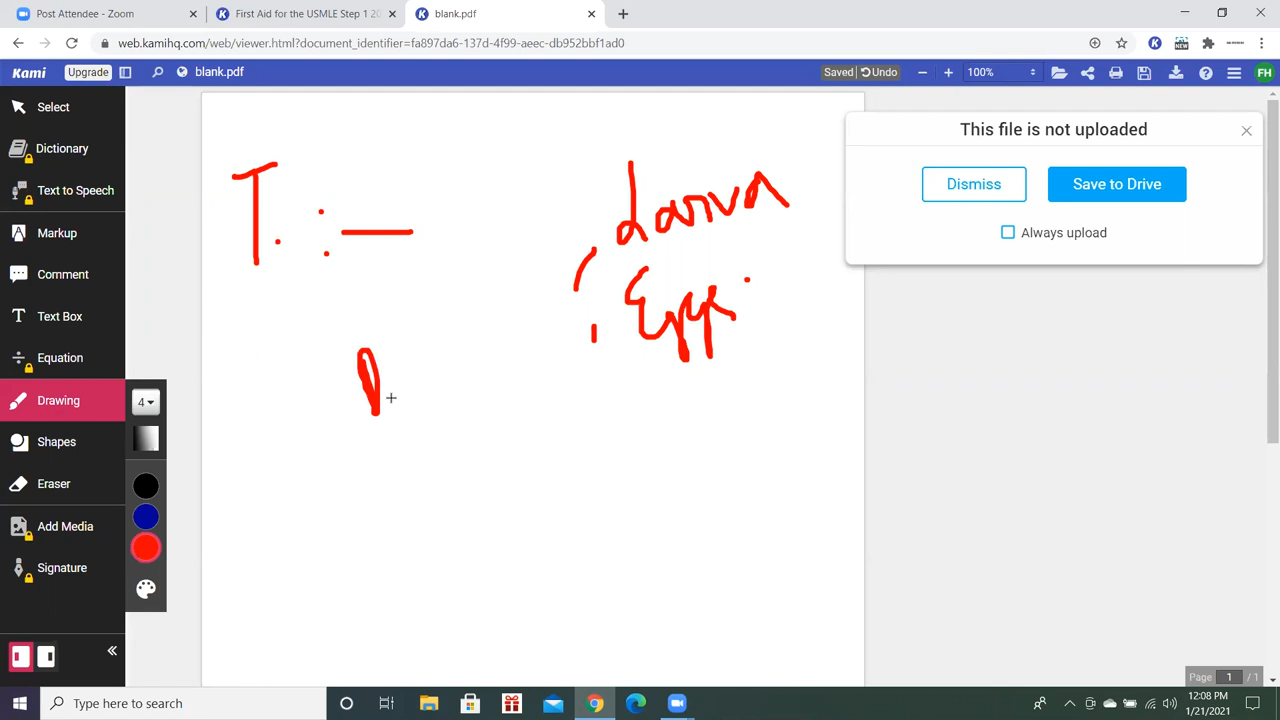 Post Attendee - Zoom
First Aid for the USMLE Step 1 20
blank.pdf
web.kamihq.com/web/viewer.html?document_identifier=fa897da6-137d-4f99-aeec-db952bbf1ad0
NEW
Kami
Upgrade
blank.pdf
Saved
Undo
100%
FH
Select
Dictionary
Text to Speech
Markup
Comment
Text Box
Equation
Drawing
Shapes
Eraser
Add Media
Signature
4
This file is not uploaded
Dismiss
Save to Drive
Always upload
T. :—
Larva
Egg
Page 1 / 1
Type here to search
12:08 PM
1/21/2021